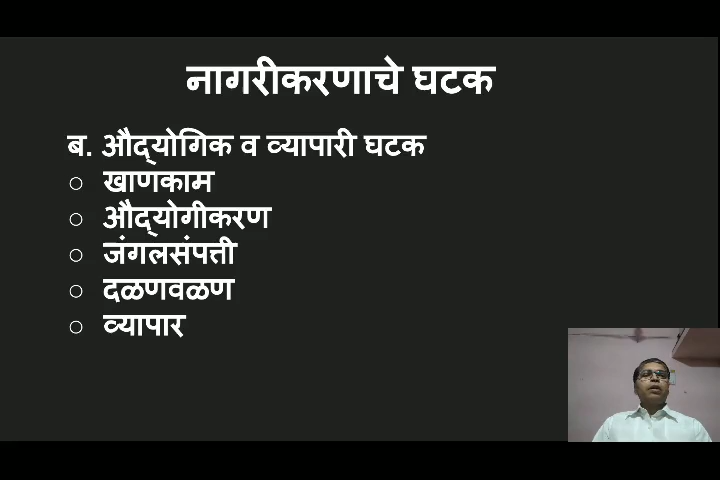 नागरीकरणाचे घटक
ब. औद्‌योगिक व व्यापारी घटक
○ खाणकाम
○ औद्‌योगीकरण
○ जंगलसंपत्ती
○ दळणवळण
○ व्यापार